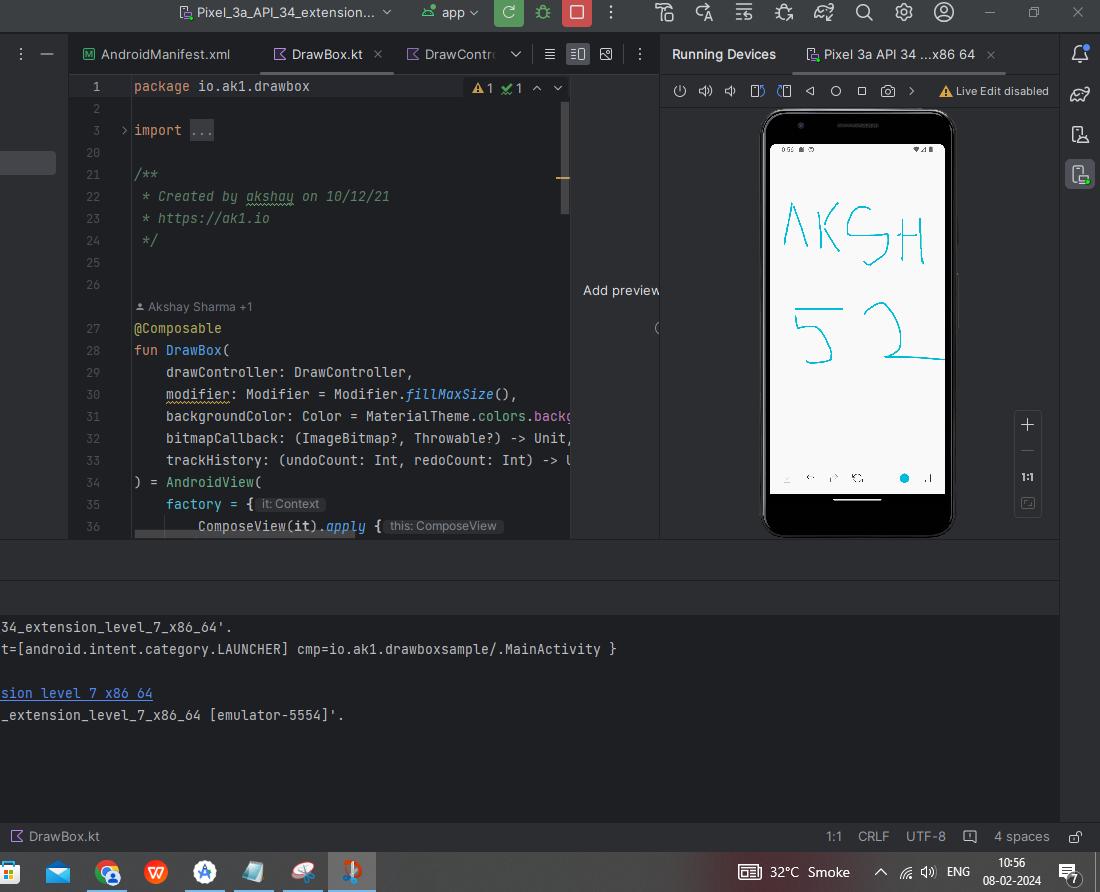 Pixel_3a_API_34_extension... app
AndroidManifest.xml DrawBox.kt DrawContr Running Devices Pixel 3a API 34 ...x86 64
Live Edit disabled
1 package io.ak1.drawbox 1 1
2
3 import ...
20
21 /**
22 * Created by akshay on 10/12/21
23 * https://ak1.io
24 */
25
26
Akshay Sharma +1
27 @Composable
28 fun DrawBox(
29 drawController: DrawController,
30 modifier: Modifier = Modifier.fillMaxSize(),
31 backgroundColor: Color = MaterialTheme.colors.backg
32 bitmapCallback: (ImageBitmap?, Throwable?) -> Unit,
33 trackHistory: (undoCount: Int, redoCount: Int) -> U
34 ) = AndroidView(
35 factory = { it: Context
36 ComposeView(it).apply { this: ComposeView
Add preview
AKSH
52
1:1
34_extension_level_7_x86_64'.
t=[android.intent.category.LAUNCHER] cmp=io.ak1.drawboxsample/.MainActivity }
sion level 7 x86 64
_extension_level_7_x86_64 [emulator-5554]'.
DrawBox.kt 1:1 CRLF UTF-8 4 spaces
32°C Smoke ENG 10:56
08-02-2024 7